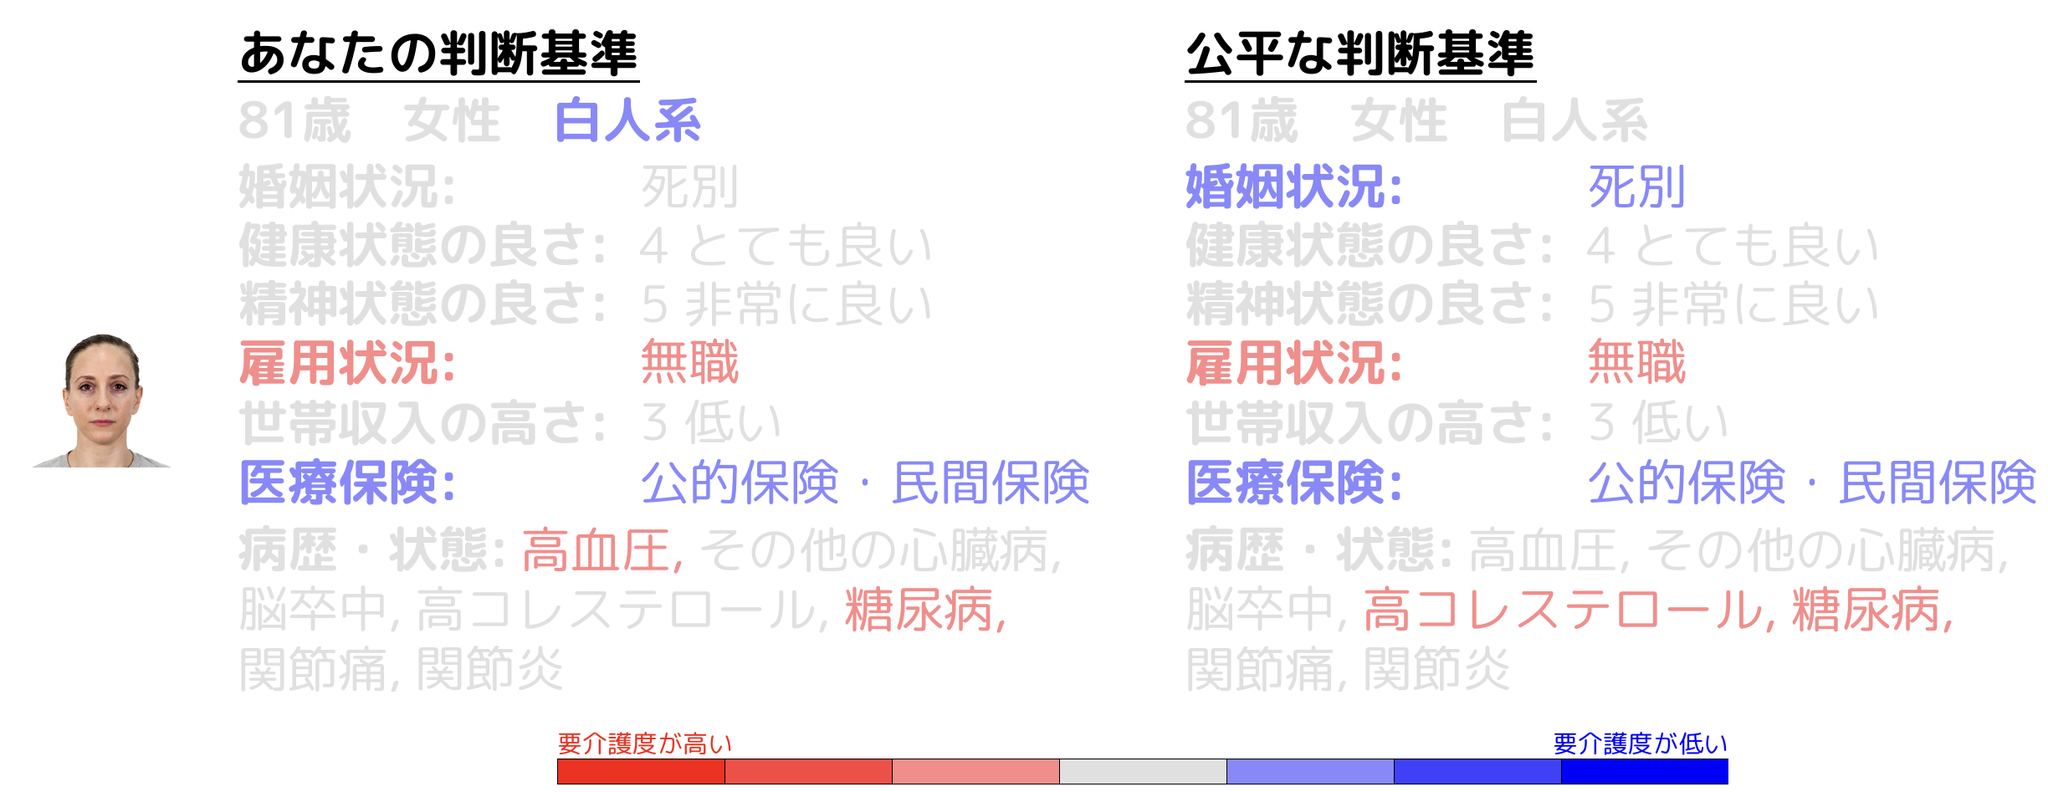 あなたの判断基準
81歳　女性　白人系
婚姻状況: 死別
健康状態の良さ: 4 とても良い
精神状態の良さ: 5 非常に良い
雇用状況: 無職
世帯収入の高さ: 3 低い
医療保険: 公的保険・民間保険
病歴・状態: 高血圧, その他の心臓病,
脳卒中, 高コレステロール, 糖尿病,
関節痛, 関節炎
公平な判断基準
81歳　女性　白人系
婚姻状況: 死別
健康状態の良さ: 4 とても良い
精神状態の良さ: 5 非常に良い
雇用状況: 無職
世帯収入の高さ: 3 低い
医療保険: 公的保険・民間保険
病歴・状態: 高血圧, その他の心臓病,
脳卒中, 高コレステロール, 糖尿病,
関節痛, 関節炎
要介護度が高い
要介護度が低い